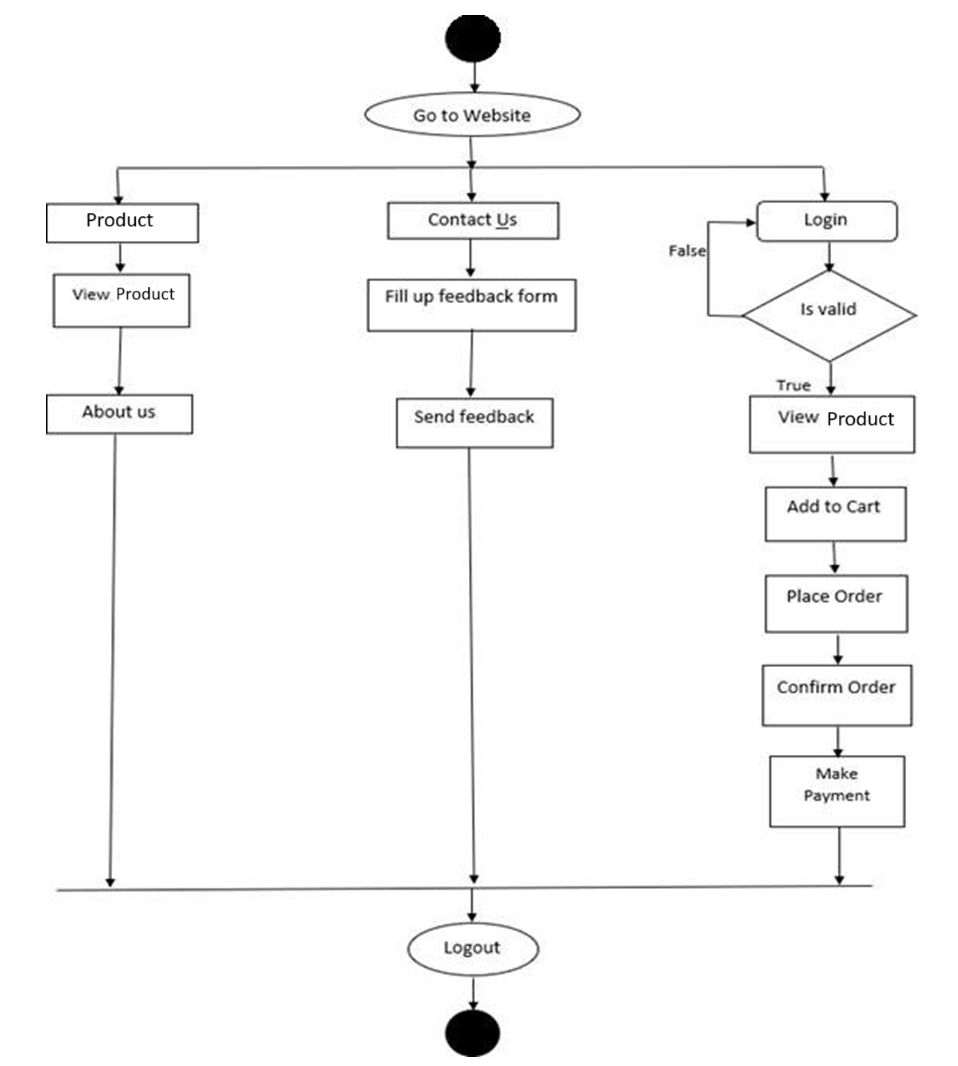 Go to Website
Product
View Product
About us
Contact Us
Fill up feedback form
Send feedback
Login
False
Is valid
True
View Product
Add to Cart
Place Order
Confirm Order
Make
Payment
Logout